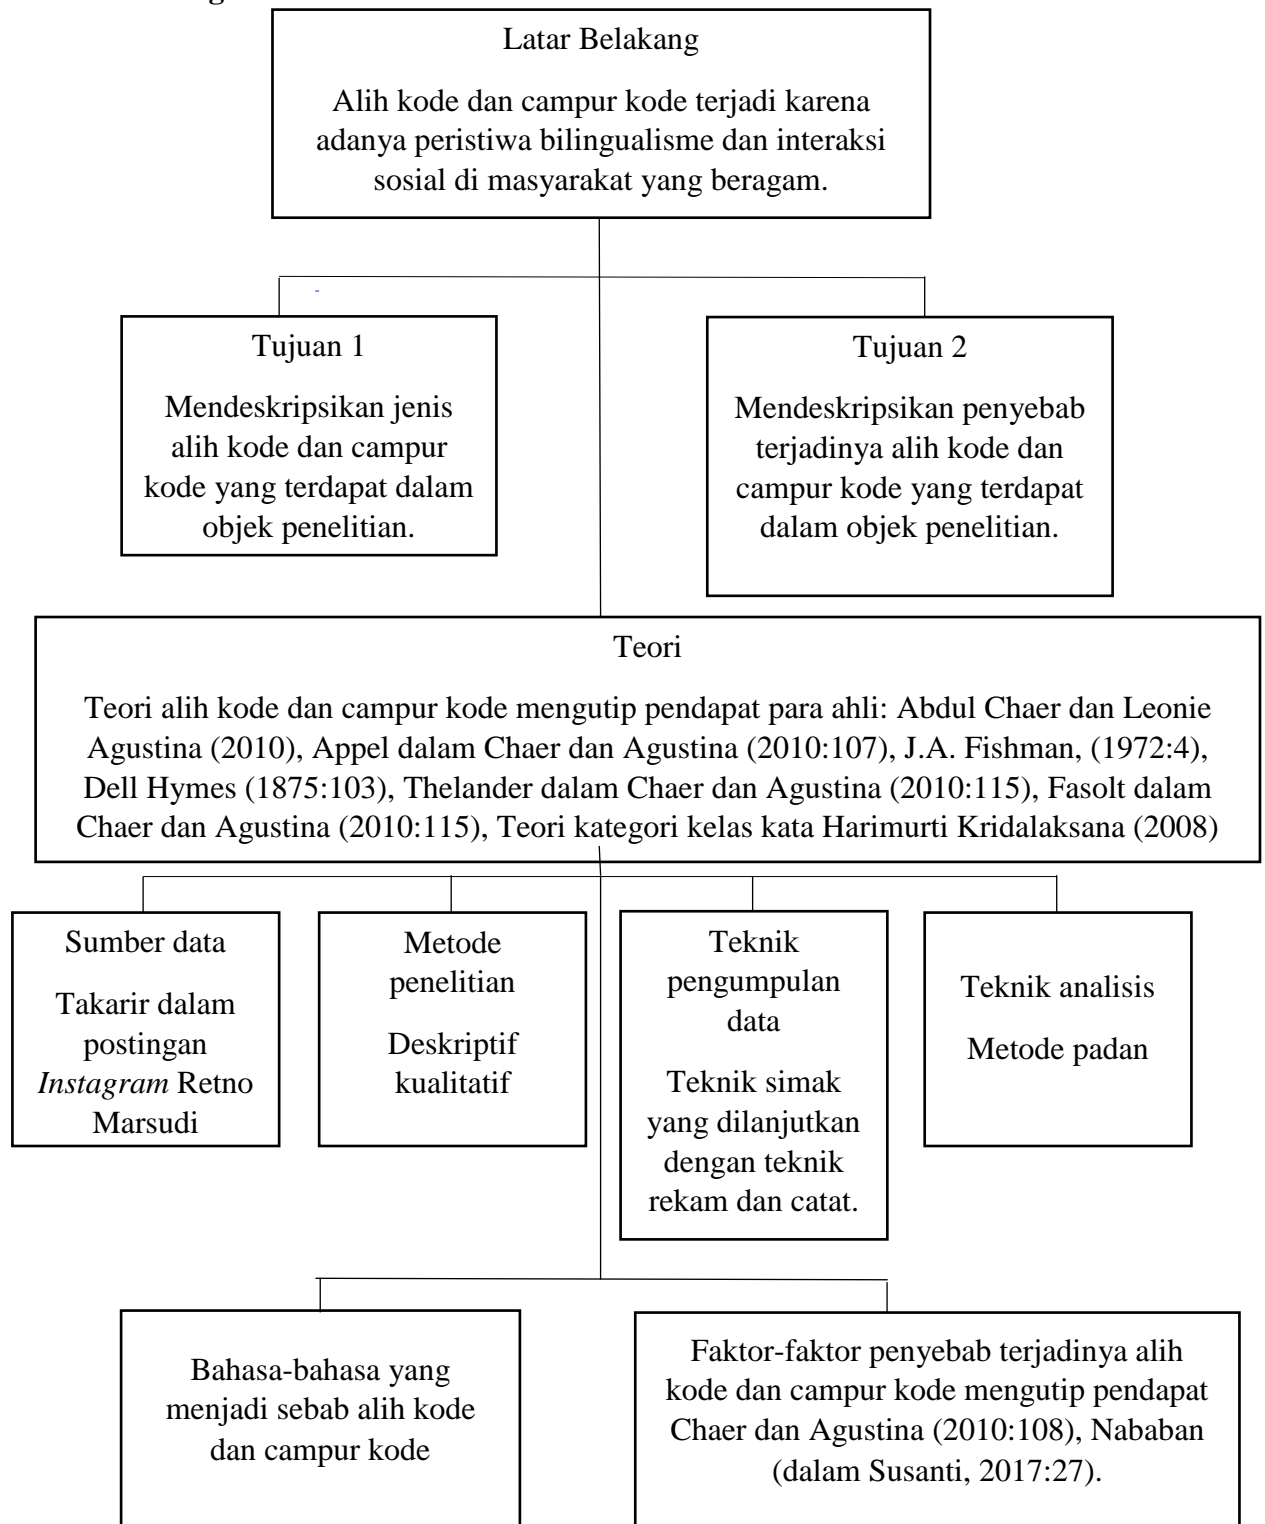 Latar Belakang
Alih kode dan campur kode terjadi karena
adanya peristiwa bilingualisme dan interaksi
sosial di masyarakat yang beragam.
Tujuan 1
Mendeskripsikan jenis
alih kode dan campur
kode yang terdapat dalam
objek penelitian.
Tujuan 2
Mendeskripsikan penyebab
terjadinya alih kode dan
campur kode yang terdapat
dalam objek penelitian.
Teori
Teori alih kode dan campur kode mengutip pendapat para ahli: Abdul Chaer dan Leonie
Agustina (2010), Appel dalam Chaer dan Agustina (2010:107), J.A. Fishman, (1972:4),
Dell Hymes (1875:103), Thelander dalam Chaer dan Agustina (2010:115), Fasolt dalam
Chaer dan Agustina (2010:115), Teori kategori kelas kata Harimurti Kridalaksana (2008)
Sumber data
Takarir dalam
postingan
Instagram Retno
Marsudi
Metode
penelitian
Deskriptif
kualitatif
Teknik
pengumpulan
data
Teknik simak
yang dilanjutkan
dengan teknik
rekam dan catat.
Teknik analisis
Metode padan
Bahasa-bahasa yang
menjadi sebab alih kode
dan campur kode
Faktor-faktor penyebab terjadinya alih
kode dan campur kode mengutip pendapat
Chaer dan Agustina (2010:108), Nababan
(dalam Susanti, 2017:27).